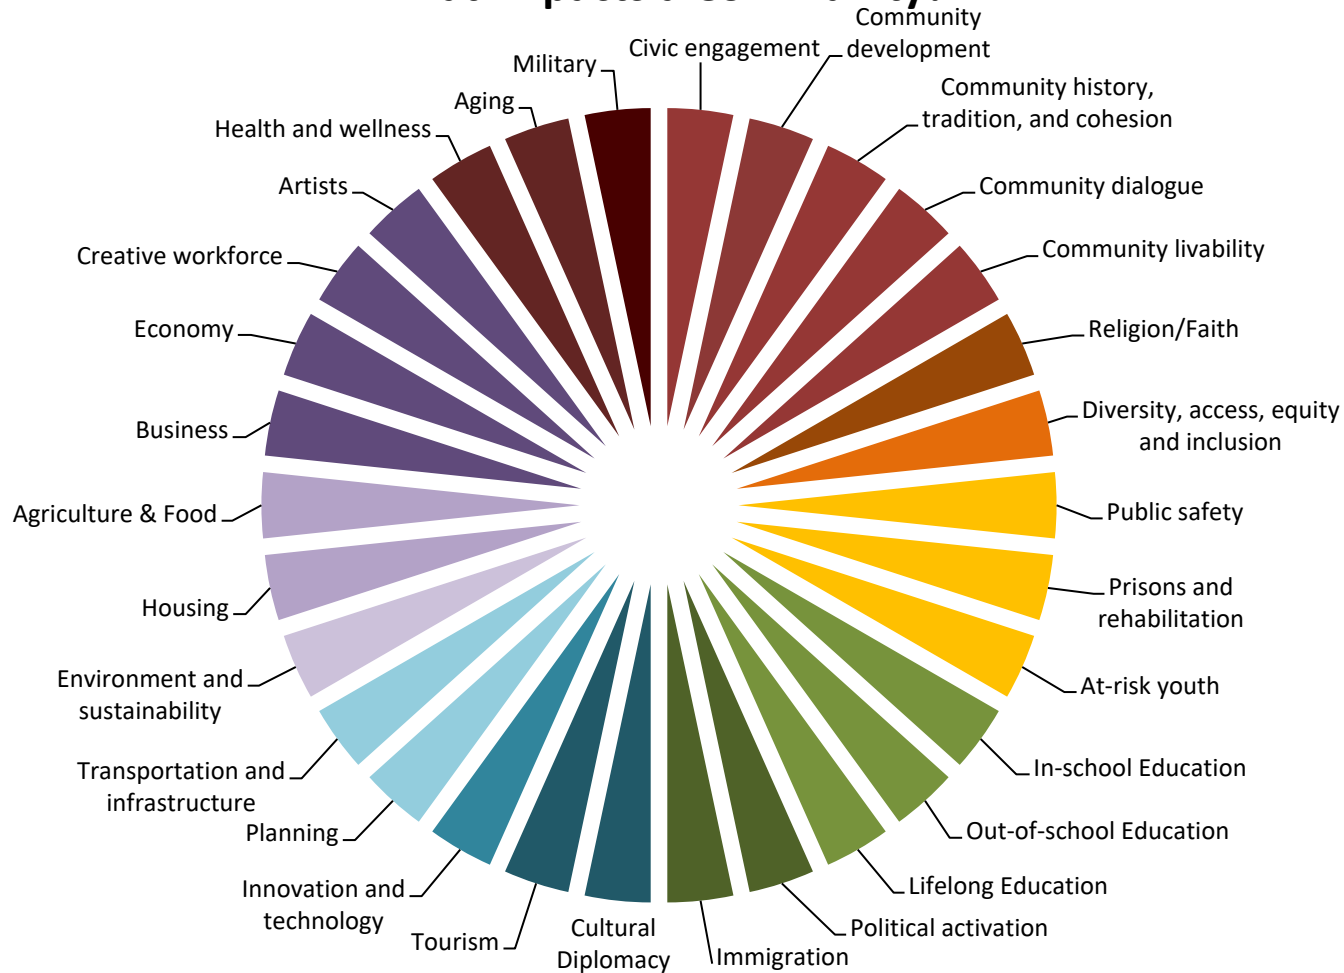 Civic engagement
Community
development
Community history,
tradition, and cohesion
Community dialogue
Community livability
Religion/Faith
Diversity, access, equity
and inclusion
Public safety
Prisons and
rehabilitation
At-risk youth
In-school Education
Out-of-school Education
Lifelong Education
Political activation
Immigration
Cultural
Diplomacy
Tourism
Innovation and
technology
Planning
Transportation and
infrastructure
Environment and
sustainability
Housing
Agriculture & Food
Business
Economy
Creative workforce
Artists
Health and wellness
Aging
Military